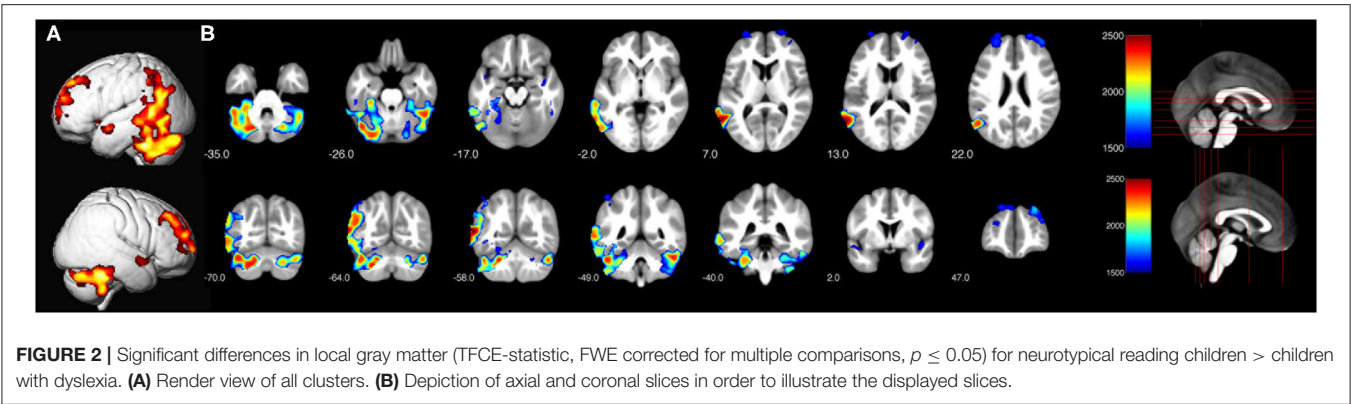 A B
2500
2000
1500
-35.0 -26.0 -17.0 -2.0 7.0 13.0 22.0
2500
2000
1500
-70.0 -64.0 -58.0 -49.0 -40.0 2.0 47.0
FIGURE 2 | Significant differences in local gray matter (TFCE-statistic, FWE corrected for multiple comparisons, p ≤ 0.05) for neurotypical reading children > children
with dyslexia. (A) Render view of all clusters. (B) Depiction of axial and coronal slices in order to illustrate the displayed slices.